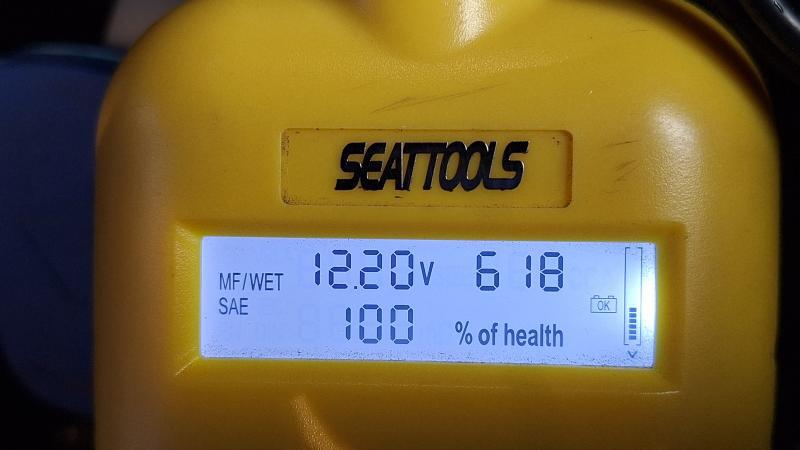 SEATTOOLS
MF/WET 12.20V 618
SAE OK
100 % of health